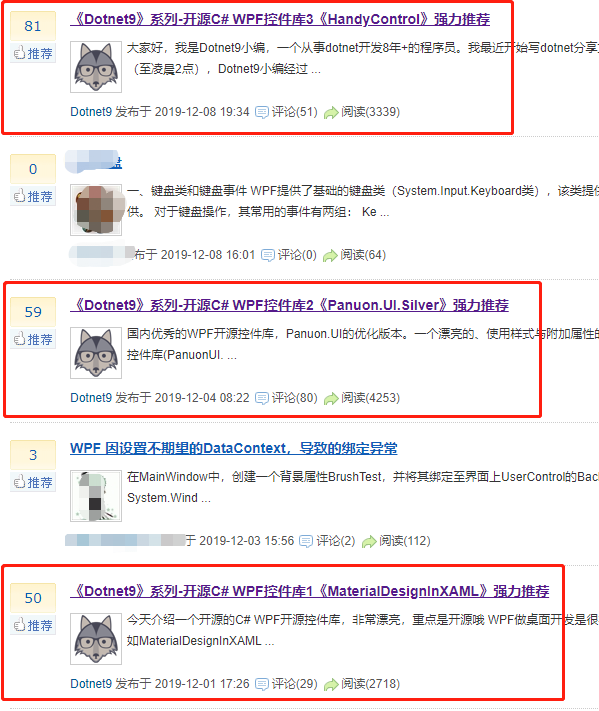 81
推荐
《Dotnet9》系列-开源C# WPF控件库3《HandyControl》强力推荐
大家好，我是Dotnet9小编，一个从事dotnet开发8年+的程序员。我最近开始写dotnet分享
（至凌晨2点），Dotnet9小编经过 ...
Dotnet9 发布于 2019-12-08 19:34 评论(51) 阅读(3339)
0
推荐
盘
一、键盘类和键盘事件 WPF提供了基础的键盘类（System.Input.Keyboard类），该类提
供。 对于键盘操作，其常用的事件有两组： Ke ...
布于 2019-12-08 16:01 评论(0) 阅读(64)
59
推荐
《Dotnet9》系列-开源C# WPF控件库2《Panuon.UI.Silver》强力推荐
国内优秀的WPF开源控件库，Panuon.UI的优化版本。一个漂亮的、使用样式与附加属性的
控件库(PanuonUI. ...
Dotnet9 发布于 2019-12-04 08:22 评论(80) 阅读(4253)
3
推荐
WPF 因设置不期望的DataContext，导致的绑定异常
在MainWindow中，创建一个背景属性BrushTest，并将其绑定至界面上UserControl的Bac
System.Wind ...
于 2019-12-03 15:56 评论(2) 阅读(112)
50
推荐
《Dotnet9》系列-开源C# WPF控件库1《MaterialDesignInXAML》强力推荐
今天介绍一个开源的C# WPF开源控件库，非常漂亮，重点是开源哦 WPF做桌面开发是很
如MaterialDesignInXAML ...
Dotnet9 发布于 2019-12-01 17:26 评论(29) 阅读(2718)